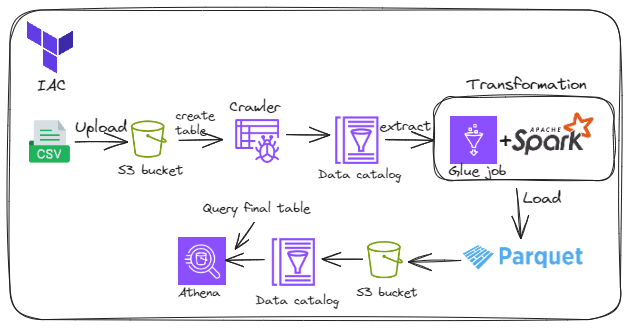 IAC
Transformation
CSV
Upload
S3 bucket
create
table
Crawler
Data catalog
extract
+
APACHE
Spark
Glue job
Load
Parquet
S3 bucket
Data catalog
Query final table
Athena